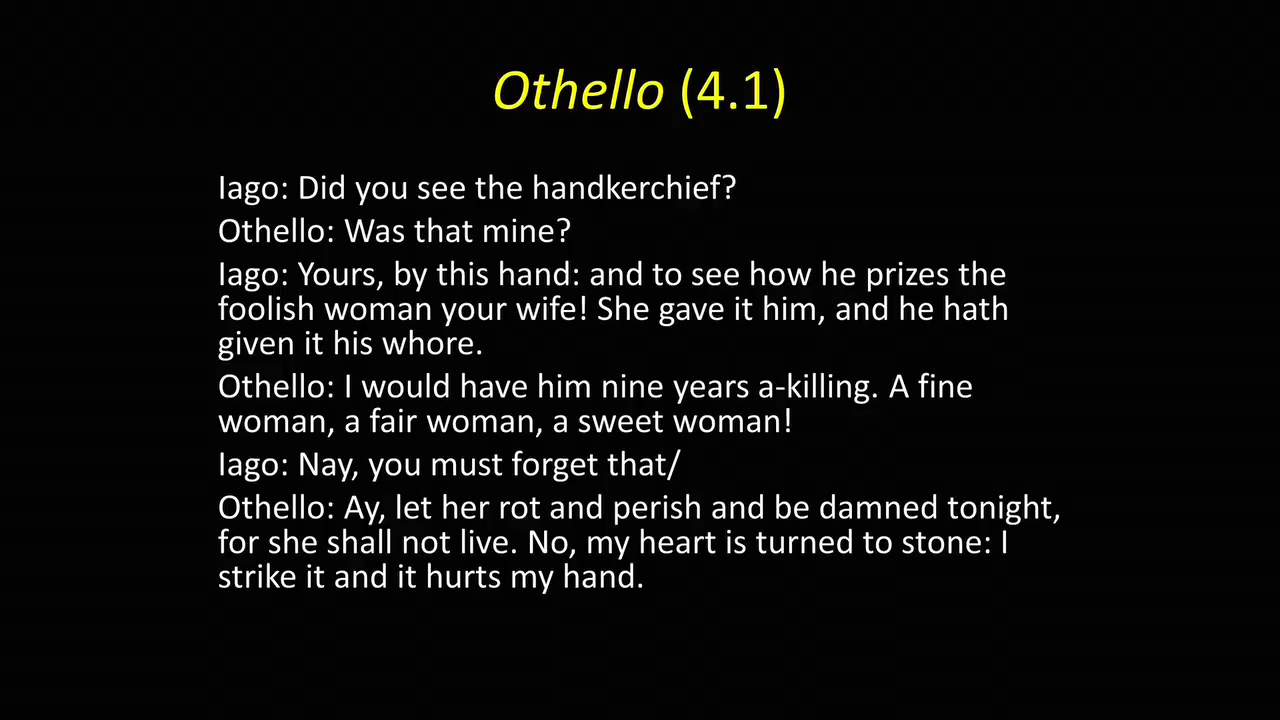 Othello (4.1)
Iago: Did you see the handkerchief?
Othello: Was that mine?
Iago: Yours, by this hand: and to see how he prizes the
foolish woman your wife! She gave it him, and he hath
given it his whore.
Othello: I would have him nine years a-killing. A fine
woman, a fair woman, a sweet woman!
Iago: Nay, you must forget that/
Othello: Ay, let her rot and perish and be damned tonight,
for she shall not live. No, my heart is turned to stone: I
strike it and it hurts my hand.